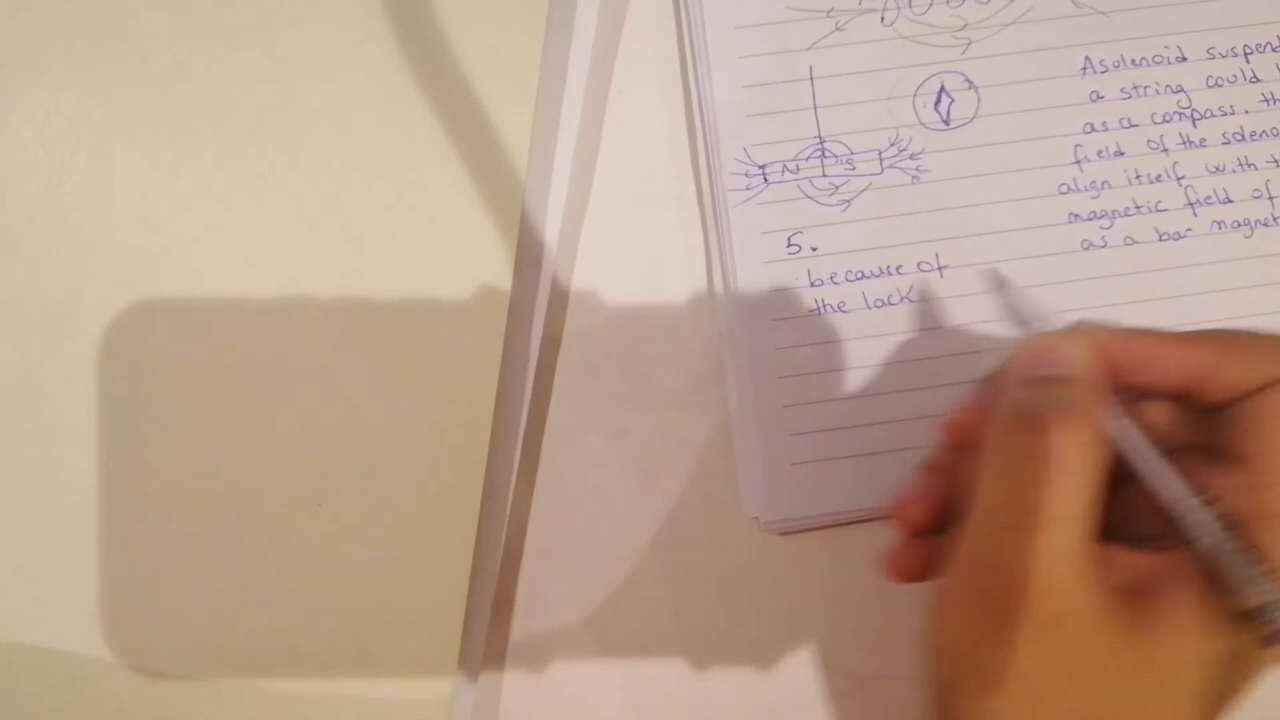 Asolenoid suspend
a string could
as a compass. th
field of the soleno
align itself with t
magnetic field of
as a bar magnet
N S
5.
because of
the lack